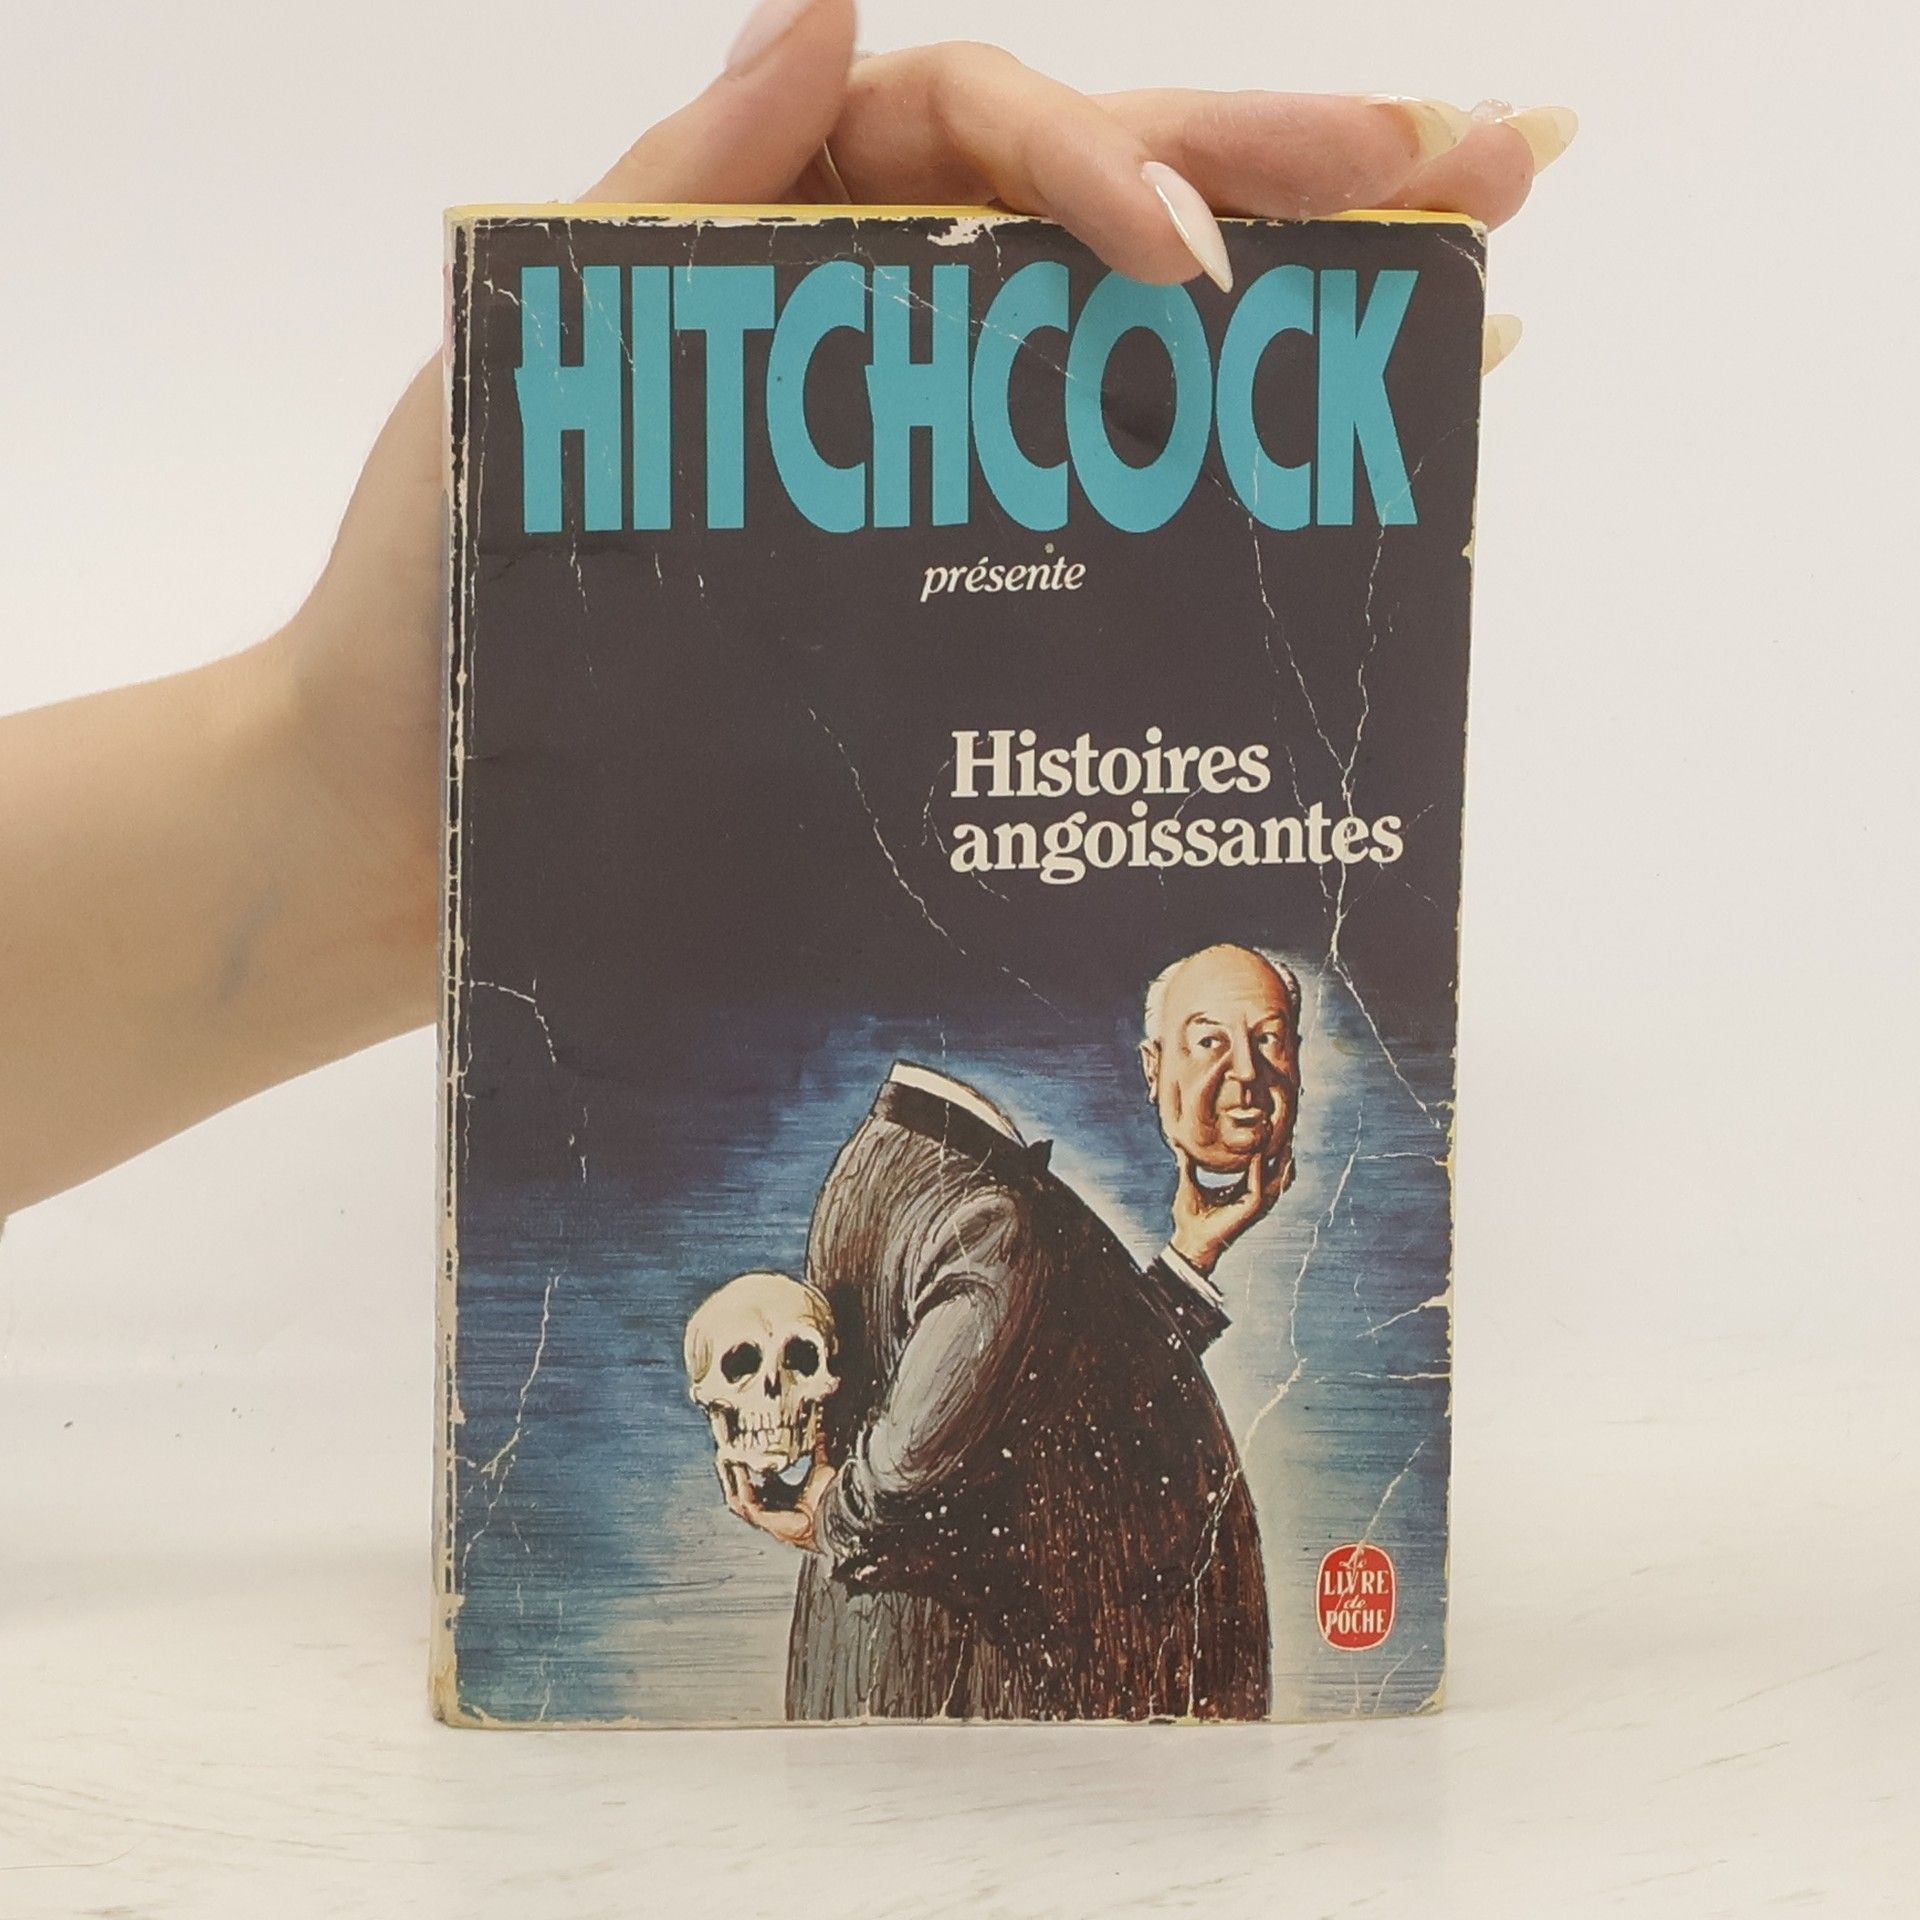 HITCHCOCK
présente
Histoires
angoissantes
Le
LIVRE
de
POCHE